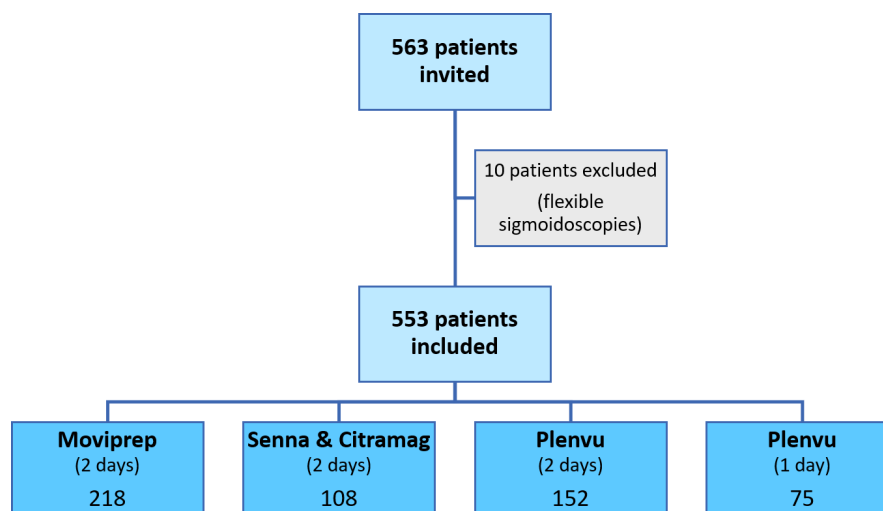 563 patients
invited
10 patients excluded
(flexible
sigmoidoscopies)
553 patients
included
Moviprep
(2 days)
218
Senna & Citramag
(2 days)
108
Plenvu
(2 days)
152
Plenvu
(1 day)
75